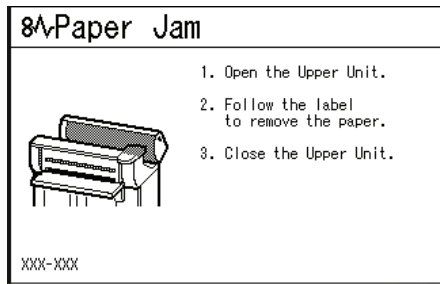 Paper Jam
1. Open the Upper Unit.
2. Follow the label
to remove the paper.
3. Close the Upper Unit.
XXX-XXX